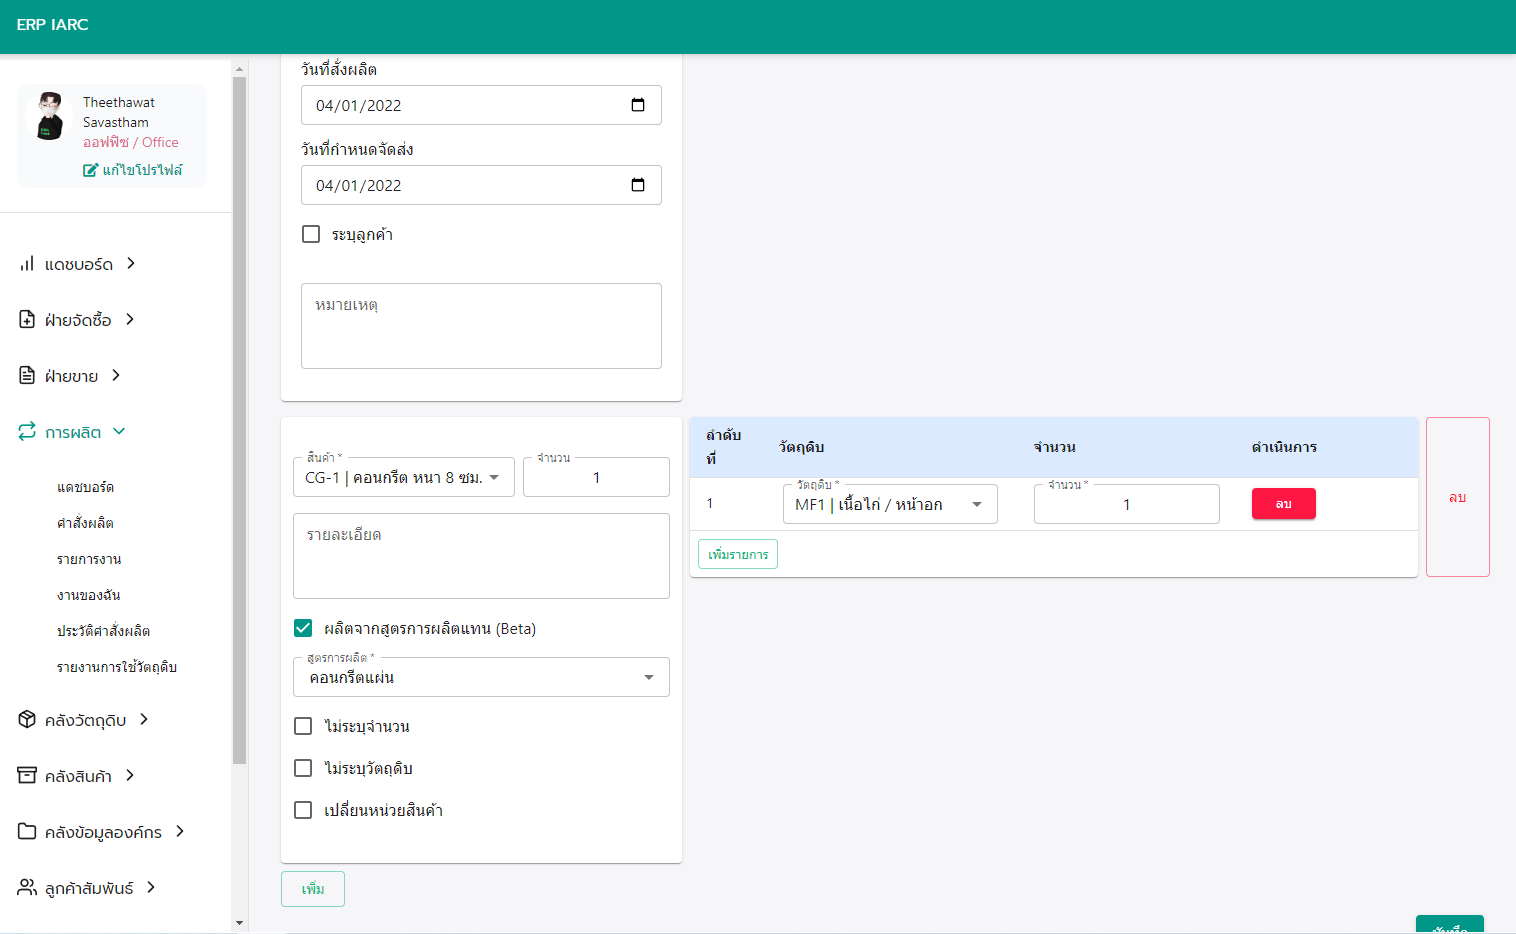 ERP IARC
Theethawat
Savastham
ออฟฟิซ / Office
แก้ไขโปรไฟล์
แดชบอร์ด
ฝ่ายจัดซื้อ
ฝ่ายขาย
การผลิต
แดชบอร์ด
คำสั่งผลิต
รายการงาน
งานของฉัน
ประวัติคำสั่งผลิต
รายงานการใช้วัตถุดิบ
คลังวัตถุดิบ
คลังสินค้า
คลังข้อมูลองค์กร
ลูกค้าสัมพันธ์
วันที่สั่งผลิต
04/01/2022
วันที่กำหนดจัดส่ง
04/01/2022
ระบุลูกค้า
หมายเหตุ
สินค้า *
CG-1 | คอนกรีต หนา 8 ซม.
จำนวน
1
รายละเอียด
ผลิตจากสูตรการผลิตแทน (Beta)
สูตรการผลิต *
คอนกรีตแผ่น
ไม่ระบุจำนวน
ไม่ระบุวัตถุดิบ
เปลี่ยนหน่วยสินค้า
เพิ่ม
ลำดับ
ที่
วัตถุดิบ
จำนวน
ดำเนินการ
1
วัตถุดิบ *
MF1 | เนื้อไก่ / หน้าอก
จำนวน *
1
ลบ
เพิ่มรายการ
ลบ